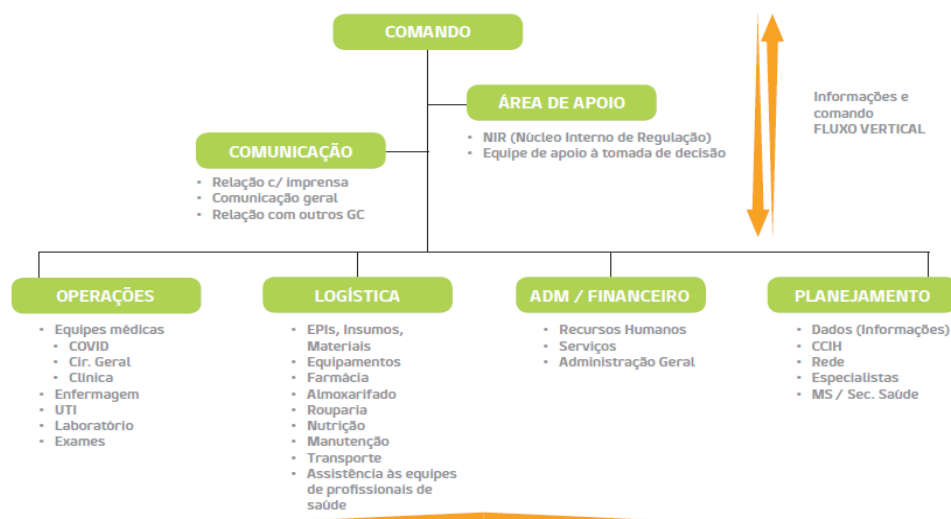 COMANDO
ÁREA DE APOIO
• NIR (Núcleo Interno de Regulação)
• Equipe de apoio à tomada de decisão
Informações e
comando
FLUXO VERTICAL
COMUNICAÇÃO
• Relação c/ imprensa
• Comunicação geral
• Relação com outros GC
OPERAÇÕES
• Equipes médicas
• COVID
• Cir. Geral
• Clínica
• Enfermagem
• UTI
• Laboratório
• Exames
LOGÍSTICA
• EPIs, Insumos,
Materiais
• Equipamentos
• Farmácia
• Almoxarifado
• Rouparia
• Nutrição
• Manutenção
• Transporte
• Assistência às equipes
de profissionais de
saúde
ADM / FINANCEIRO
• Recursos Humanos
• Serviços
• Administração Geral
PLANEJAMENTO
• Dados (Informações)
• CCIH
• Rede
• Especialistas
• MS / Sec. Saúde